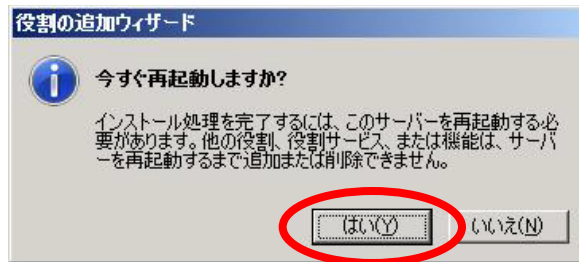 役割の追加ウィザード
今すぐ再起動しますか?
インストール処理を完了するには、このサーバーを再起動する必
要があります。他の役割、役割サービス、または機能は、サーバ
ーを再起動するまで追加または削除できません。
はい(Y) いいえ(N)